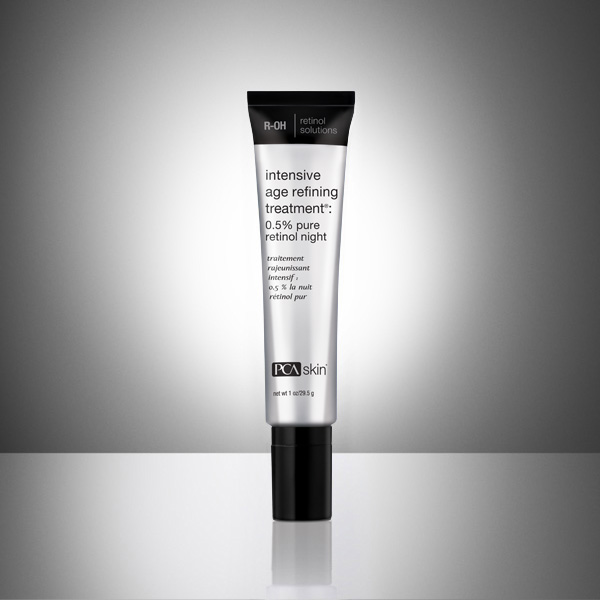 R-OH retinol
solutions
intensive
age refining
treatment®:
0.5% pure
retinol night
traitement
rajeunissant
intensif :
0,5 % la nuit
retinol pur
PCA skin®
net wt 1 oz/29.5 g